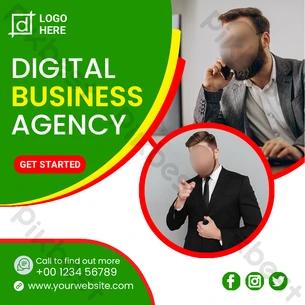 LOGO
HERE
DIGITAL
BUSINESS
AGENCY
GET STARTED
Call to find out more
+00 1234 56789
www.yourwebsite.com